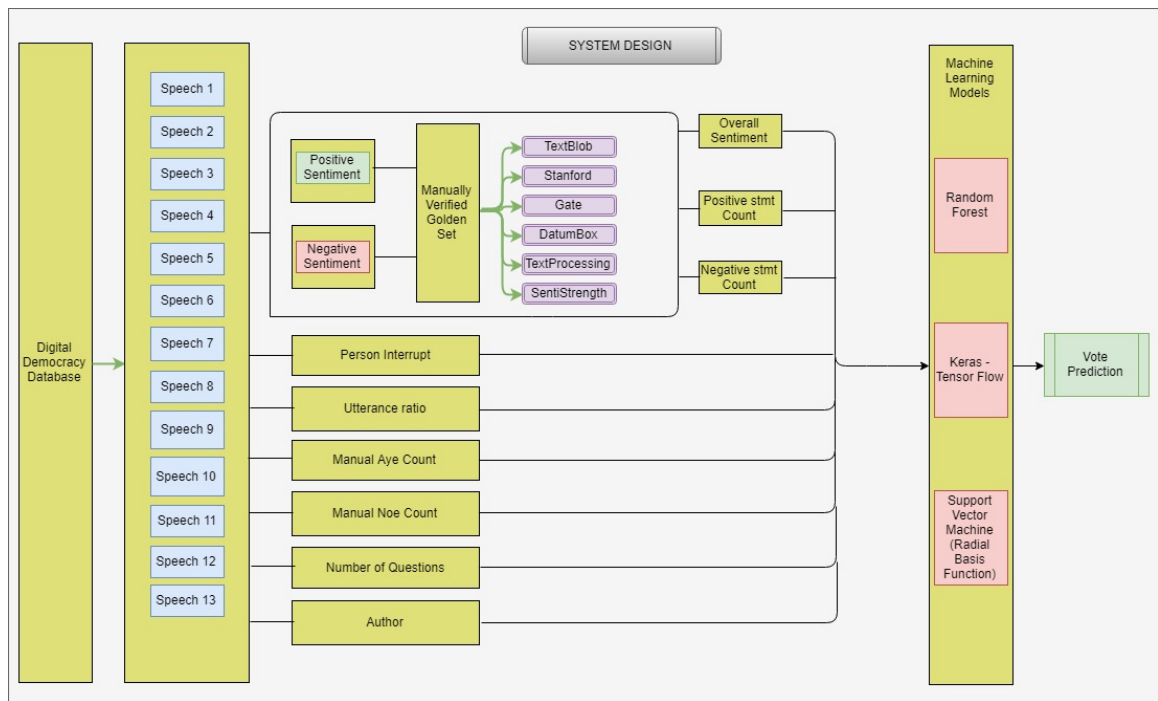 SYSTEM DESIGN
Digital
Democracy
Database
Speech 1
Speech 2
Speech 3
Speech 4
Speech 5
Speech 6
Speech 7
Speech 8
Speech 9
Speech 10
Speech 11
Speech 12
Speech 13
Positive
Sentiment
Negative
Sentiment
Manually
Verified
Golden
Set
TextBlob
Stanford
Gate
DatumBox
TextProcessing
SentiStrength
Overall
Sentiment
Positive stmt
Count
Negative stmt
Count
Person Interrupt
Utterance ratio
Manual Aye Count
Manual Noe Count
Number of Questions
Author
Machine
Learning
Models
Random
Forest
Keras -
Tensor Flow
Support
Vector
Machine
(Radial
Basis
Function)
Vote
Prediction